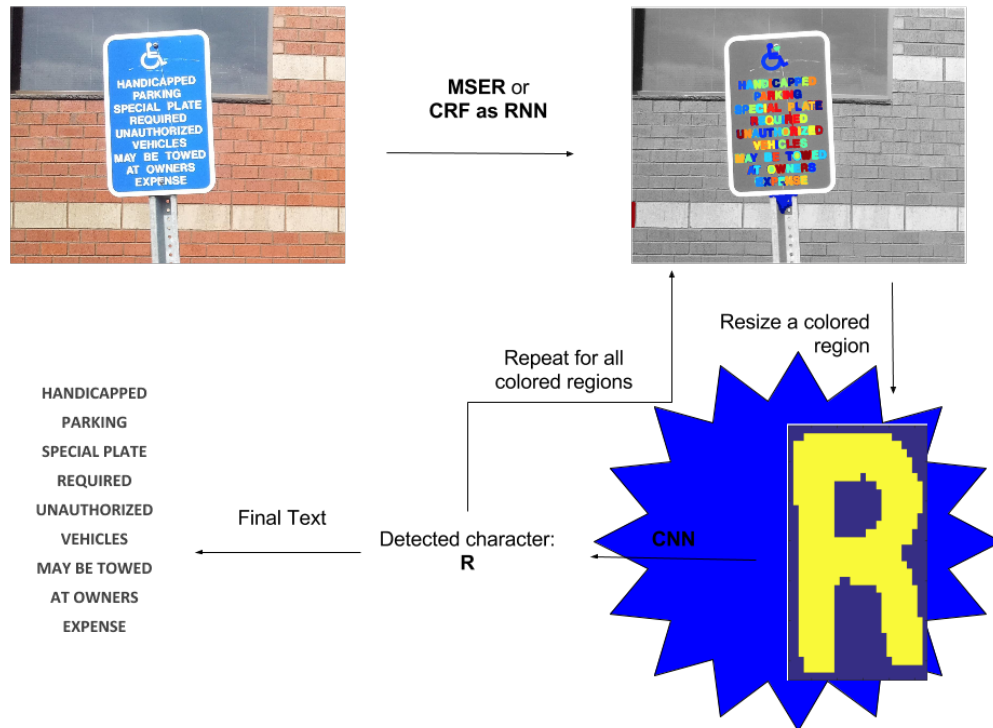 HANDICAPPED
PARKING
SPECIAL PLATE
REQUIRED
UNAUTHORIZED
VEHICLES
MAY BE TOWED
AT OWNERS
EXPENSE
MSER or
CRF as RNN
HANDICAPPED
PARKING
SPECIAL PLATE
REQUIRED
UNAUTHORIZED
VEHICLES
MAY BE TOWED
AT OWNERS
EXPENSE
Resize a colored
region
Repeat for all
colored regions
R
CNN
Detected character:
R
Final Text
HANDICAPPED
PARKING
SPECIAL PLATE
REQUIRED
UNAUTHORIZED
VEHICLES
MAY BE TOWED
AT OWNERS
EXPENSE